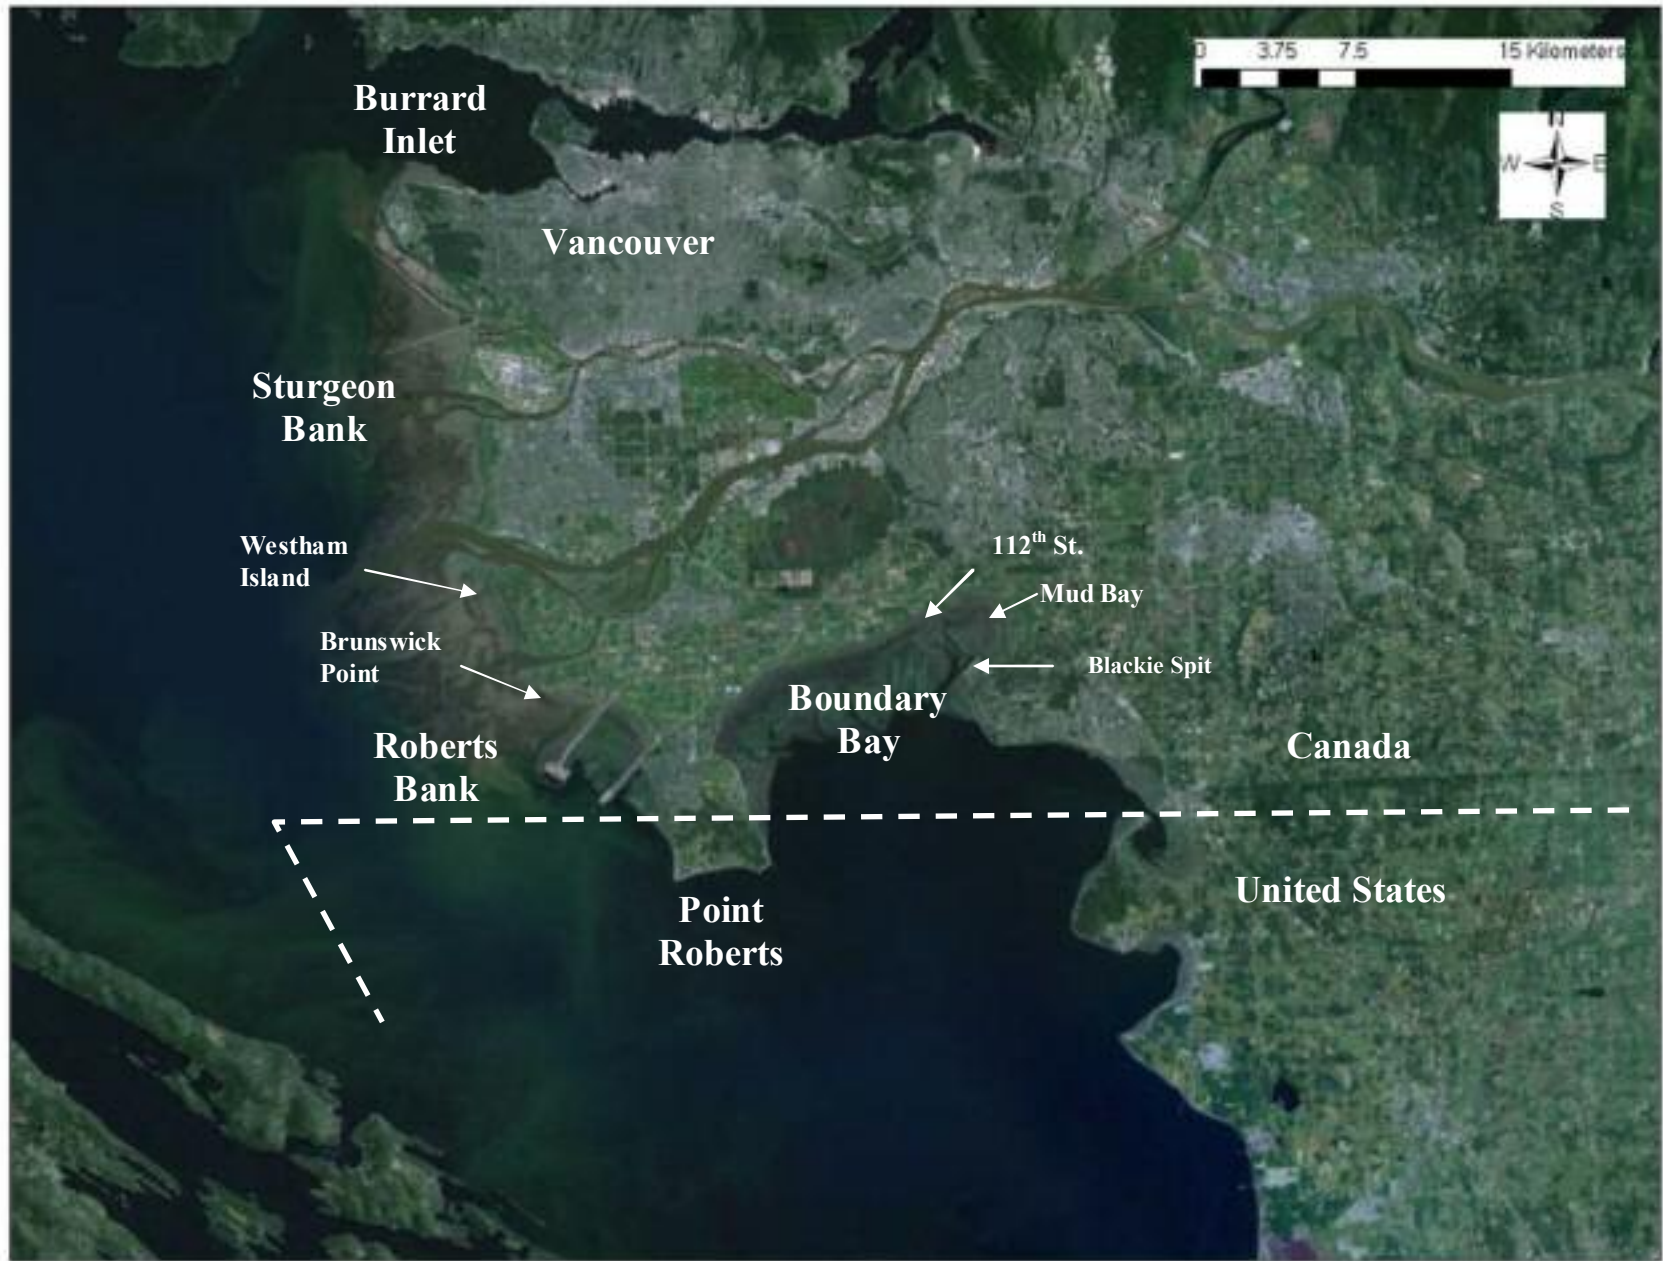 0 3.75 7.5 15 Kilometers
N
W E
S
Burrard
Inlet
Vancouver
Sturgeon
Bank
Westham
Island
112th St.
Mud Bay
Brunswick
Point
Blackie Spit
Boundary
Bay
Roberts
Bank
Canada
United States
Point
Roberts